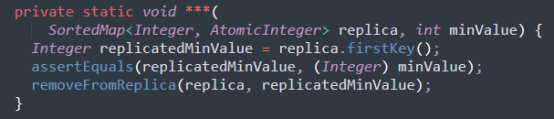 private static void ***(
SortedMap<Integer, AtomicInteger> replica, int minValue) {
Integer replicatedMinValue = replica.firstKey();
assertEquals(replicatedMinValue, (Integer) minValue);
removeFromReplica(replica, replicatedMinValue);
}